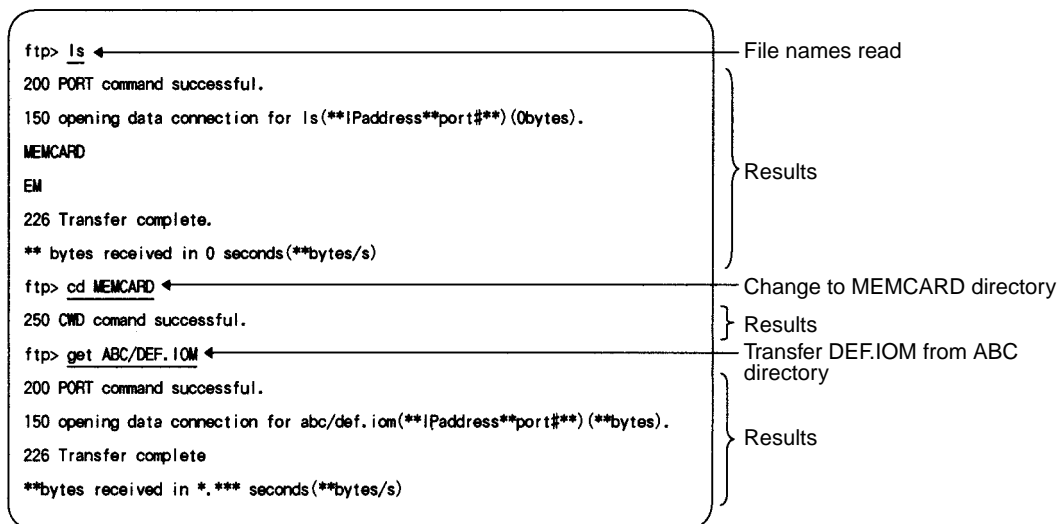 ftp> ls
File names read
200 PORT command successful.
150 opening data connection for ls(**IPaddress**port#**)(0bytes).
MEMCARD
EM
226 Transfer complete.
** bytes received in 0 seconds(**bytes/s)
Results
ftp> cd MEMCARD
Change to MEMCARD directory
250 CWD comand successful.
Results
ftp> get ABC/DEF.IOM
Transfer DEF.IOM from ABC
directory
200 PORT command successful.
150 opening data connection for abc/def.iom(**IPaddress**port#**)(**bytes).
226 Transfer complete
**bytes received in *.*** seconds(**bytes/s)
Results